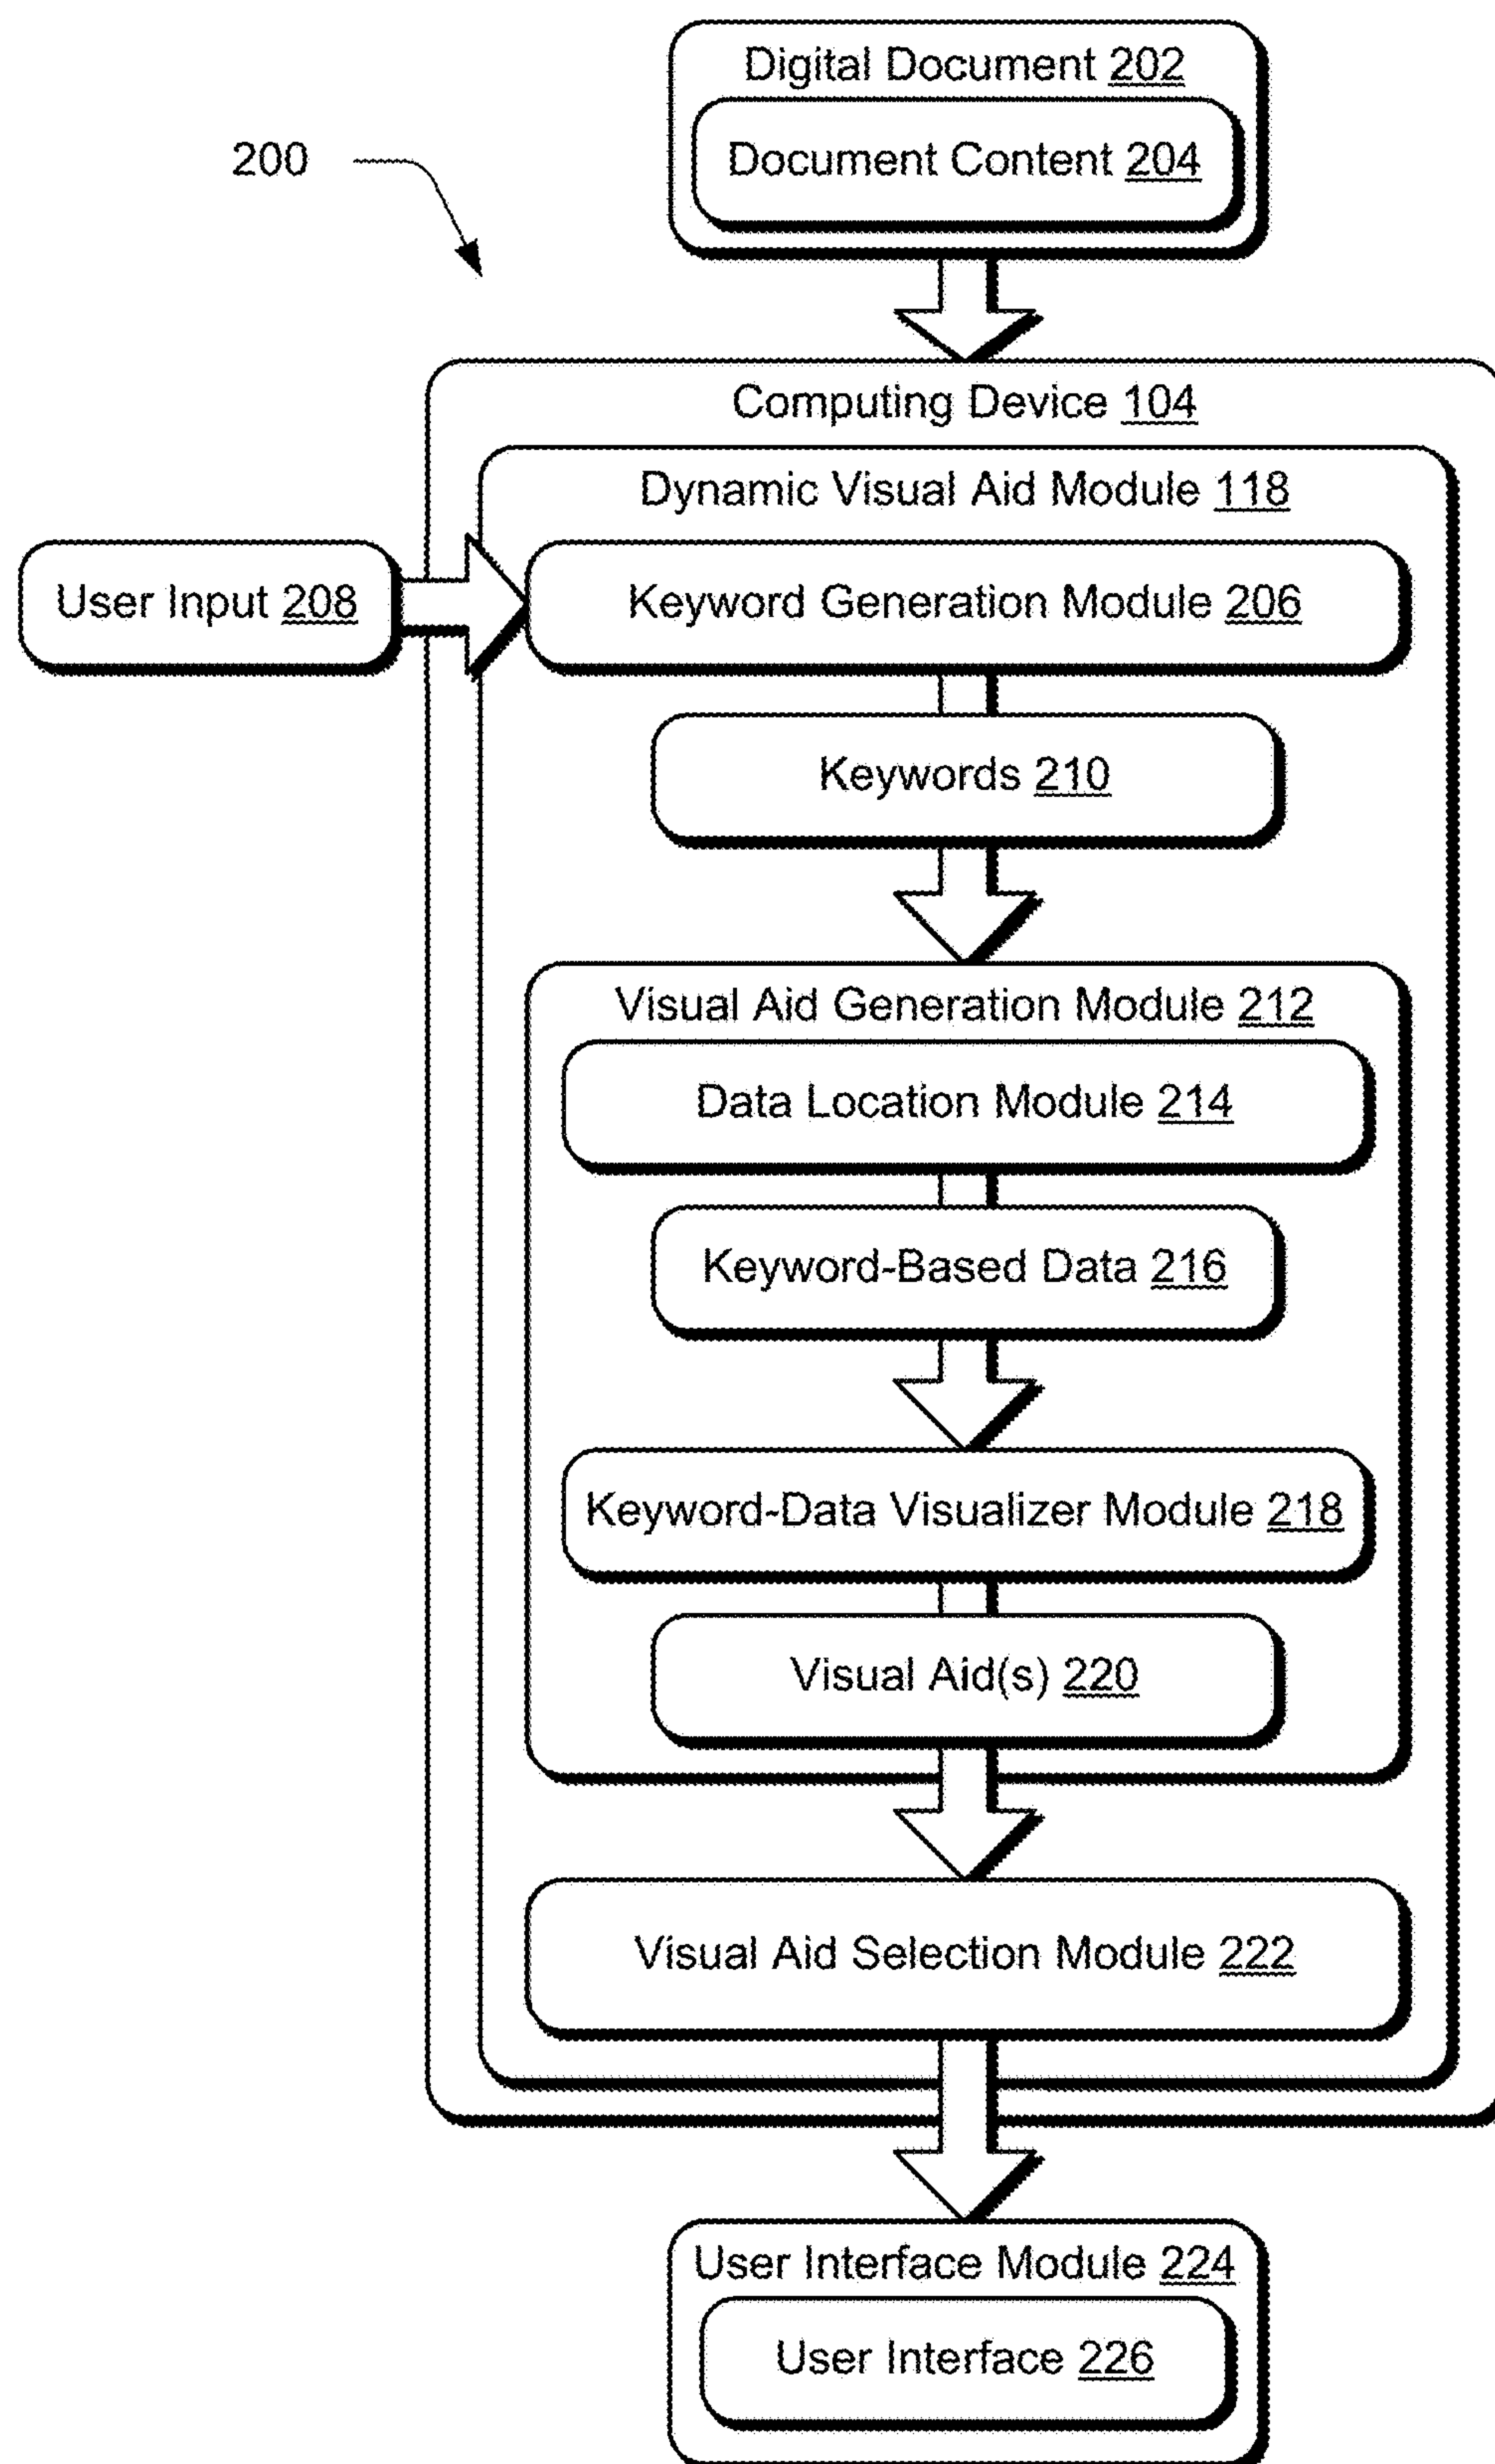 Digital Document 202
Document Content 204
200
Computing Device 104
Dynamic Visual Aid Module 118
User Input 208
Keyword Generation Module 206
Keywords 210
Visual Aid Generation Module 212
Data Location Module 214
Keyword-Based Data 216
Keyword-Data Visualizer Module 218
Visual Aid(s) 220
Visual Aid Selection Module 222
User Interface Module 224
User Interface 226